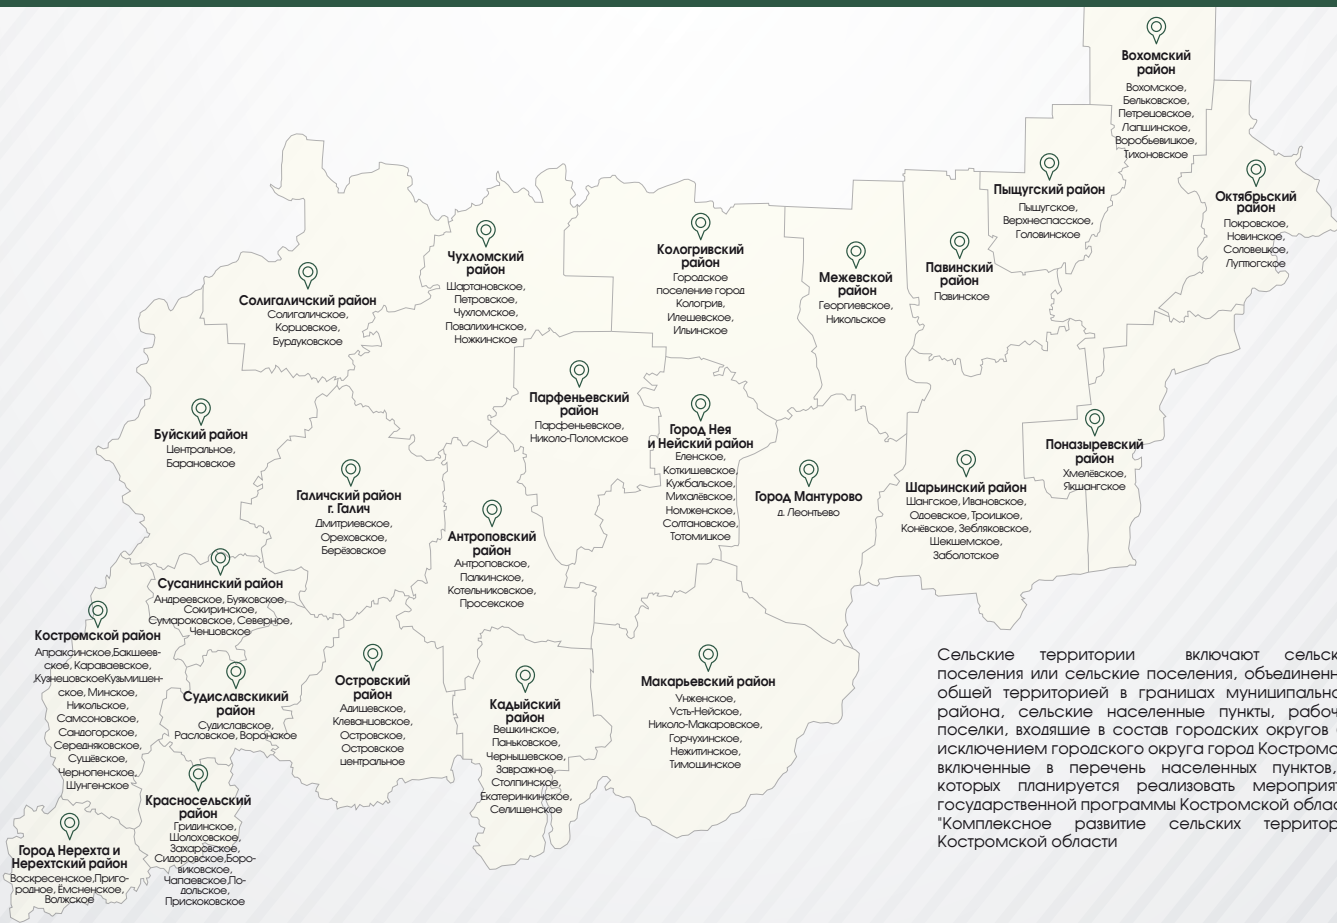 Вохомский
район
Вохомское,
Бельковское,
Петрецовское,
Лапшинское,
Воробьевицкое,
Тихоновское
Пыщугский район
Пыщугское,
Верхнеспасское,
Головинское
Октябрьский
район
Покровское,
Новинское,
Соловецкое,
Луптюгское
Чухломский
район
Шартановское,
Петровское,
Чухломское,
Повалихинское,
Ножкинское
Кологривский
район
Городское
поселение город
Кологрив,
Илешевское,
Ильинское
Межевской
район
Георгиевское,
Никольское
Павинский
район
Павинское
Солигаличский район
Солигаличское,
Корцовское,
Бурдуковское
Парфеньевский
район
Парфеньевское,
Николо-Поломское
Город Нея
и Нейский район
Еленское,
Коткишевское,
Кужбальское,
Михалёвское,
Номженское,
Солтановское,
Тотомицкое
Буйский район
Центральное,
Барановское
Галичский район
г. Галич
Дмитриевское,
Ореховское,
Берёзовское
Антроповский
район
Антроповское,
Палкинское,
Котельниковское,
Просекское
Город Мантурово
д. Леонтьево
Шарьинский район
Шангское, Ивановское,
Одоевское, Троицкое,
Конёвское, Зебляковское,
Шекшемское,
Заболотское
Поназыревский
район
Хмелёвское,
Якшангское
Сусанинский район
Андреевское, Буяковское,
Сокиринское,
Сумароковское, Северное,
Ченцовское
Костромской район
Апраксинское,Бакшеев-
ское, Караваевское,
КузнецовскоеКузьмишен-
ское, Минское,
Никольское,
Самсоновское,
Сандогорское,
Середняковское,
Сущёвское,
Чернопенское,
Шунгенское
Судиславскикий
район
Судиславское,
Расловское, Воронское
Островский
район
Адищевское,
Клеванцовское,
Островское,
Островское
центральное
Кадыйский
район
Вешкинское,
Паньковское,
Чернышевское,
Завражное,
Столпинское,
Екатеринкинское,
Селищенское
Макарьевский район
Унженское,
Усть-Нейское,
Николо-Макаровское,
Горчухинское,
Нежитинское,
Тимошинское
Красносельский
район
Гридинское,
Шолоховское,
Захаровское,
Сидоровское,Боро-
виковское,
Чапаевское,По-
дольское,
Прискоковское
Город Нерехта и
Нерехтский район
Воскресенское,Приго-
родное, Ёмсненское,
Волжское
Сельские территории включают сельск
поселения или сельские поселения, объединенн
общей территорией в границах муниципально
района, сельские населенные пункты, рабоч
поселки, входящие в состав городских округов
исключением городского округа город Костром
включенные в перечень населенных пунктов,
которых планируется реализовать мероприят
государственной программы Костромской облас
"Комплексное развитие сельских территор
Костромской области